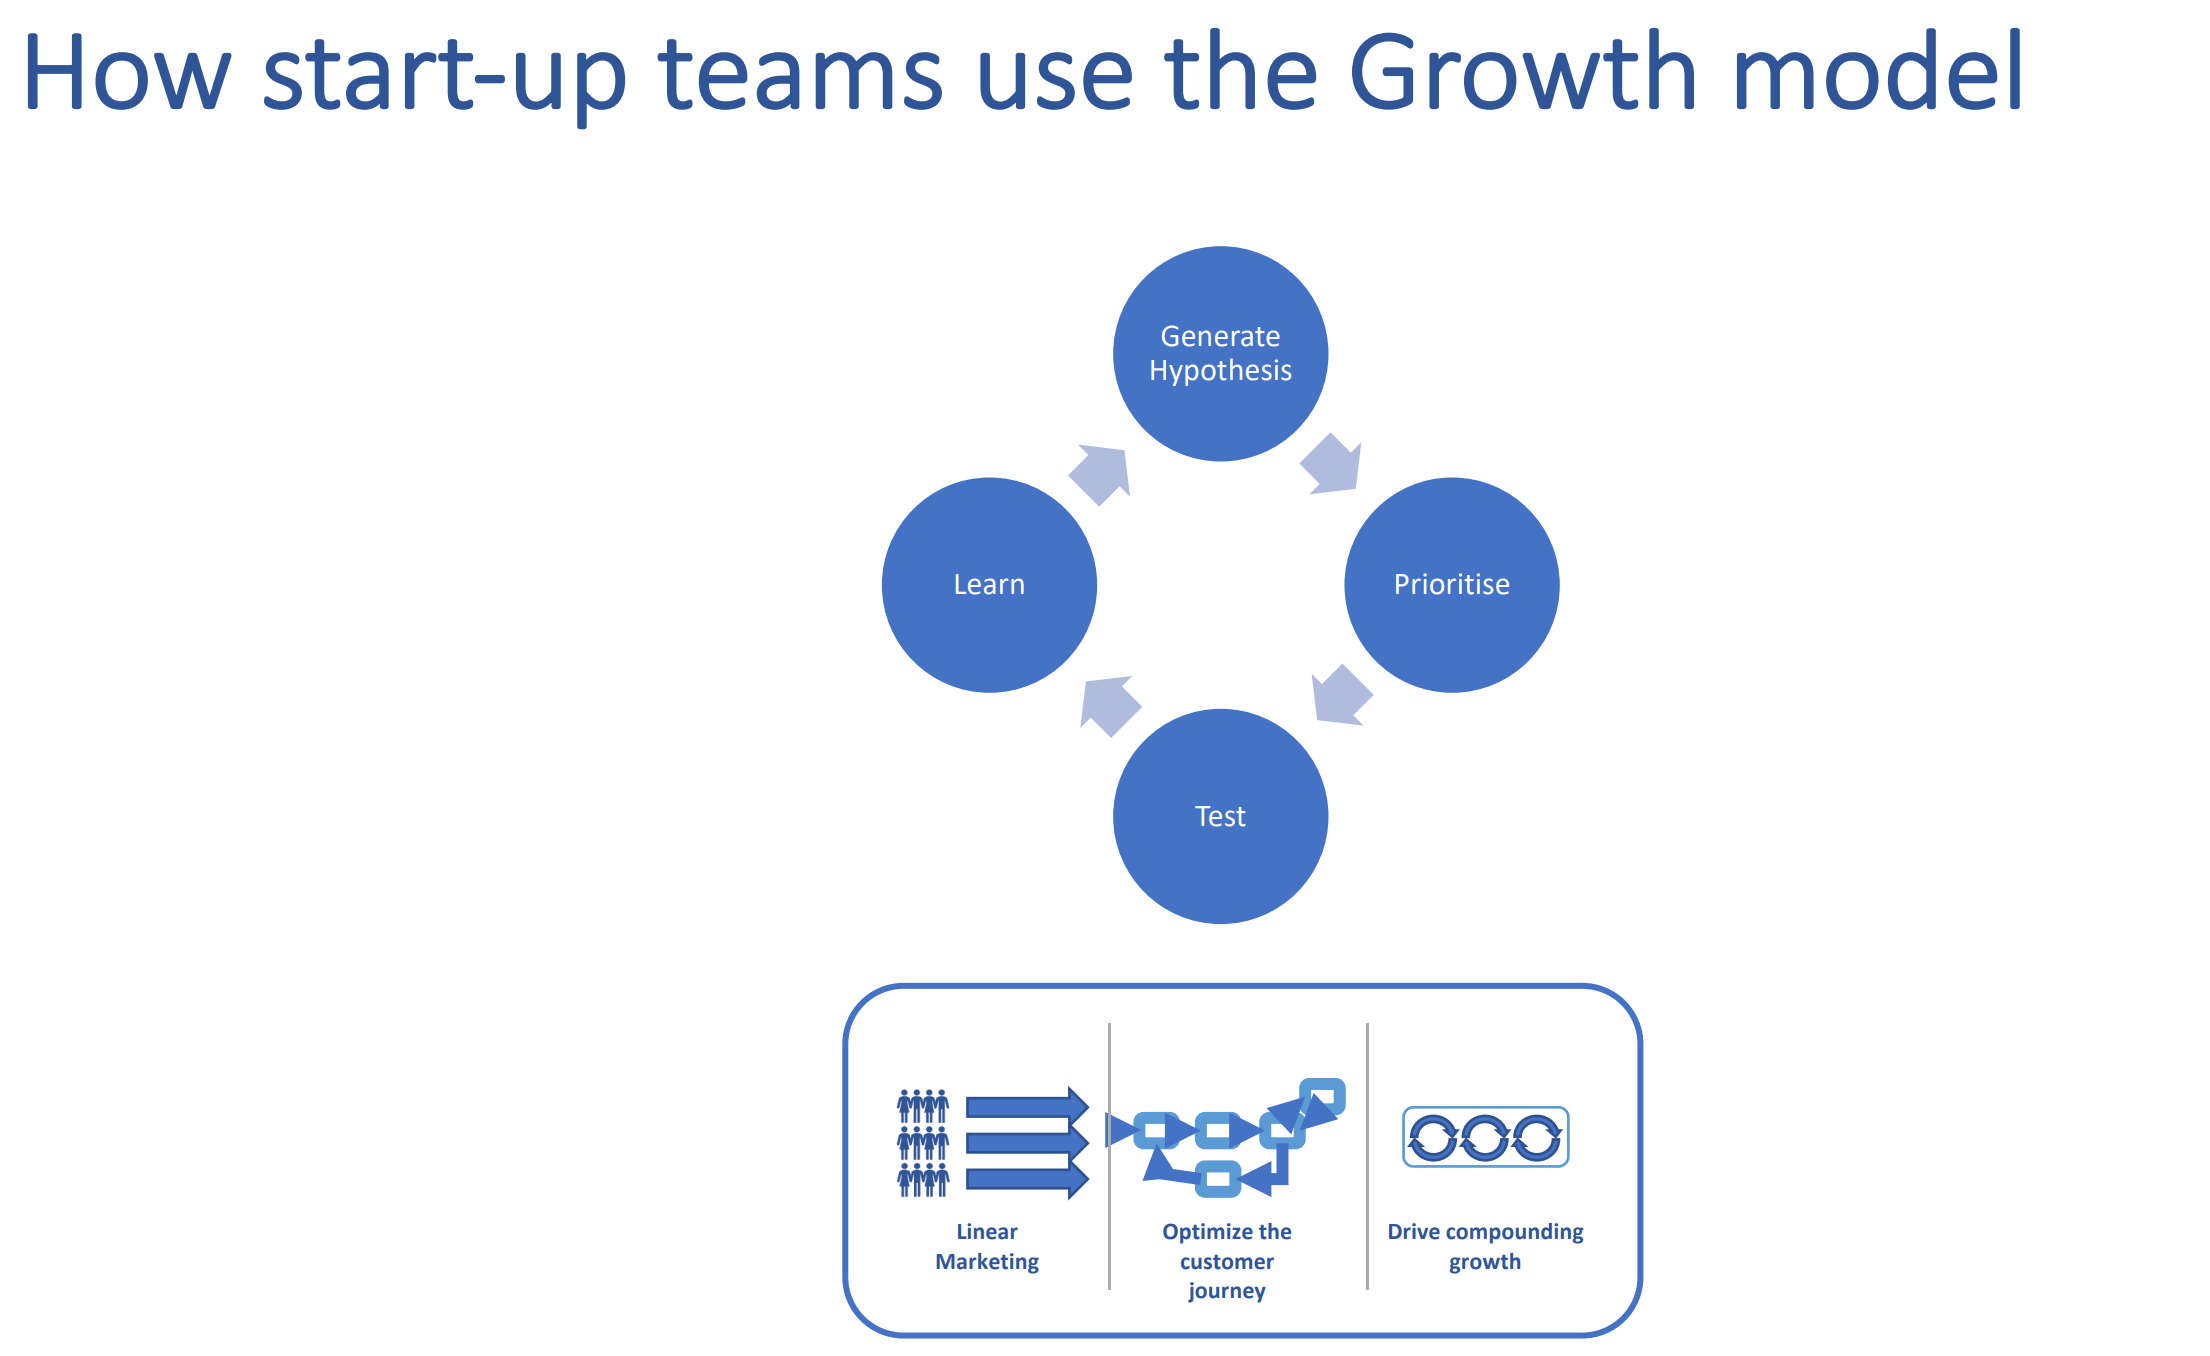 How start-up teams use the Growth model
Generate
Hypothesis
Learn
Prioritise
Test
Linear
Marketing
Optimize the
customer
journey
Drive compounding
growth